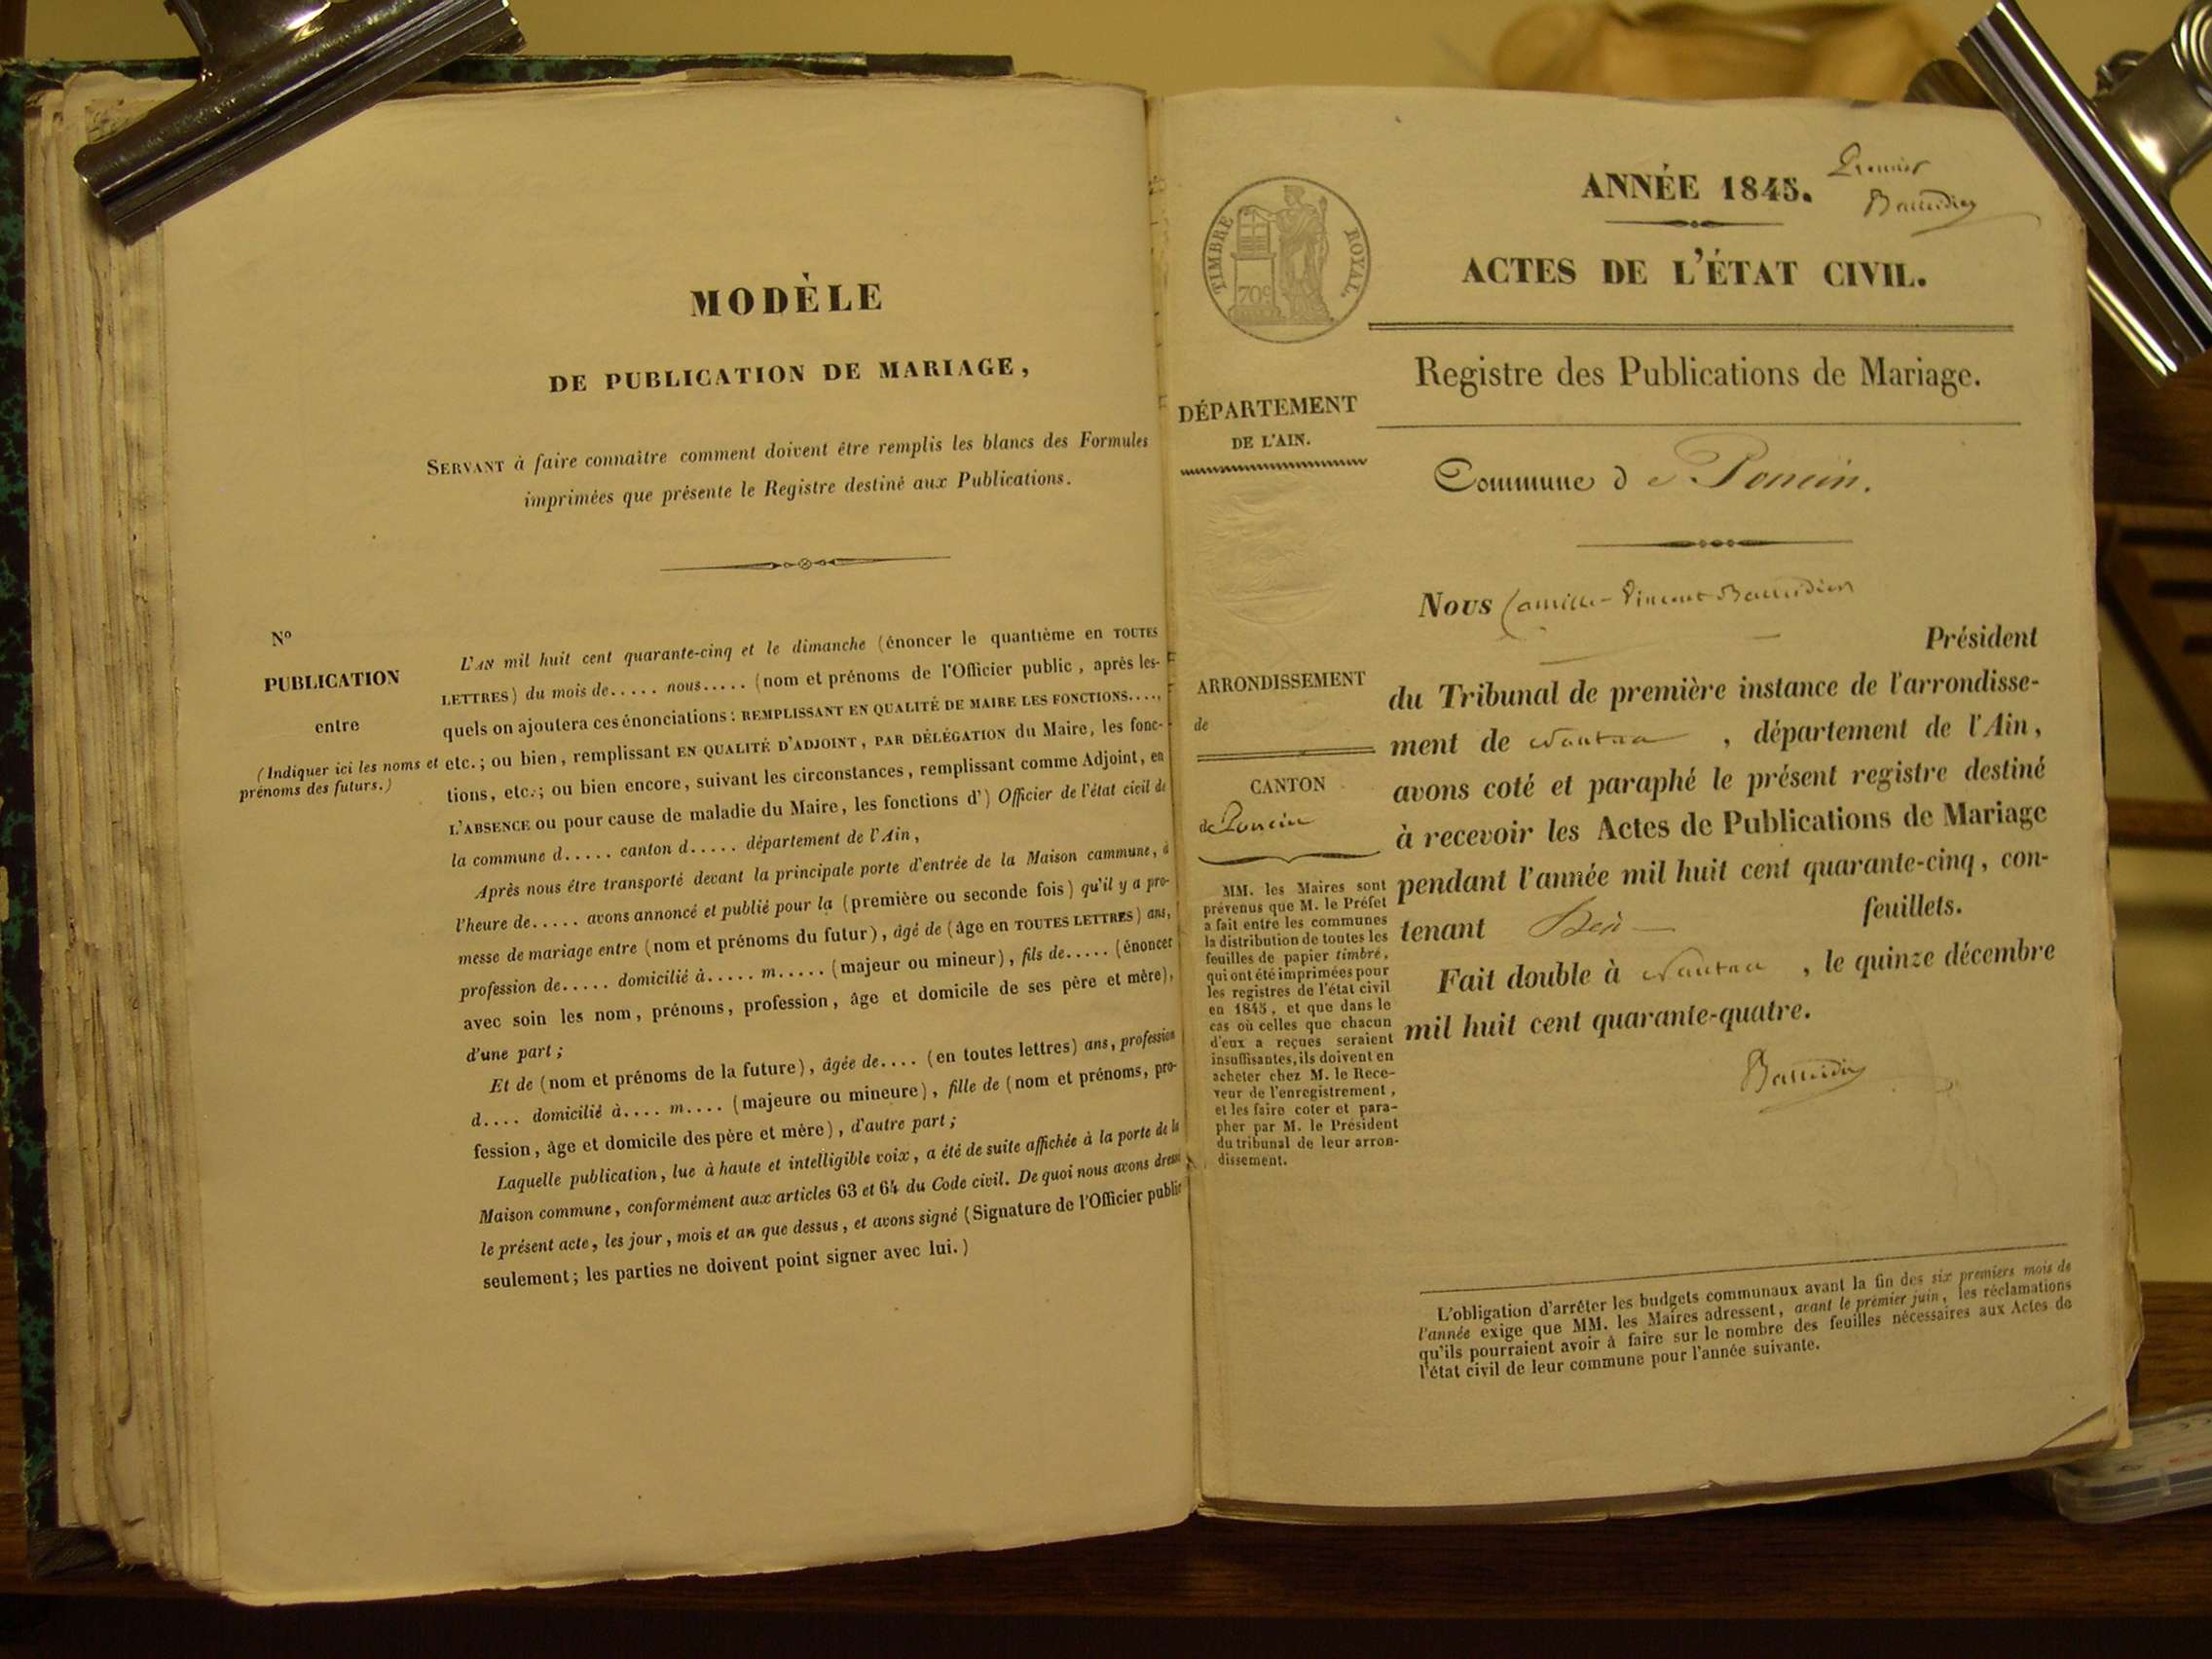 MODÈLE
DE PUBLICATION DE MARIAGE,
SERVANT à faire connaître comment doivent être remplis les blancs des Formules
imprimées que présente le Registre destiné aux Publications.
N°
PUBLICATION
entre
(Indiquer ici les noms et
prénoms des futurs.)
L'AN mil huit cent quarante-cinq et le dimanche (énoncer le quantième en TOUTES
LETTRES) du mois de..... nous..... (nom et prénoms de l'Officier public, après les-
quels on ajoutera ces énonciations: REMPLISSANT EN QUALITÉ DE MAIRE LES FONCTIONS....,
etc.; ou bien, remplissant EN QUALITÉ D'ADJOINT, PAR DÉLÉGATION du Maire, les fonc-
tions, etc.; ou bien encore, suivant les circonstances, remplissant comme Adjoint, en
L'ABSENCE ou pour cause de maladie du Maire, les fonctions d') Officier de l'état civil de
la commune d..... canton d..... département de l'Ain,
Après nous être transporté devant la principale porte d'entrée de la Maison cammune, à
l'heure de..... avons annoncé et publié pour la (première ou seconde fois) qu'il y a pro-
messe de mariage entre (nom et prénoms du futur), âgé de (âge en TOUTES LETTRES) ans,
profession de..... domicilié à..... m..... (majeur ou mineur), fils de..... (énoncer
avec soin les nom, prénoms, profession, âge et domicile de ses père et mère),
d'une part;
Et de (nom et prénoms de la future), âgée de.... (en toutes lettres) ans, profession
d.... domicilié à.... m.... (majeure ou mineure), fille de (nom et prénoms, pro-
fession, âge et domicile des père et mère), d'autre part;
Laquelle publication, lue à haute et intelligible voix, a été de suite affichée à la porte de la
Maison commune, conformément aux articles 63 et 64 du Code civil. De quoi nous avons dressé
le présent acte, les jour, mois et an que dessus, et avons signé (Signature de l'Officier public
seulement; les parties ne doivent point signer avec lui.)
ANNÉE 1845.
Premier
Baudin
ACTES DE L'ÉTAT CIVIL.
TIMBRE ROYAL.
70c
Registre des Publications de Mariage.
DÉPARTEMENT
DE L'AIN.
Commune de Poncin.
ARRONDISSEMENT
de
CANTON
de Poncin
MM. les Maires sont
prévenus que M. le Préfet
a fait entre les communes
la distribution de toutes les
feuilles de papier timbré,
qui ont été imprimées pour
les registres de l'état civil
en 1845, et que dans le
cas où celles que chacun
d'eux a reçues seraient
insuffisantes, ils doivent en
acheter chez M. le Rece-
veur de l'enregistrement,
et les faire coter et para-
pher par M. le Président
du tribunal de leur arron-
dissement.
Nous Camille-Vincent
Président
du Tribunal de première instance de l'arrondisse-
ment de Nantua, département de l'Ain,
avons coté et paraphé le présent registre destiné
à recevoir les Actes de Publications de Mariage
pendant l'année mil huit cent quarante-cinq, con-
tenant feuillets.
Fait double à Nantua, le quinze décembre
mil huit cent quarante-quatre.
L'obligation d'arrêter les budgets communaux avant la fin des six premiers mois de
l'année exige que MM. les Maires adressent, avant le premier juin, les réclamations
qu'ils pourraient avoir à faire sur le nombre des feuilles nécessaires aux Actes de
l'état civil de leur commune pour l'année suivante.